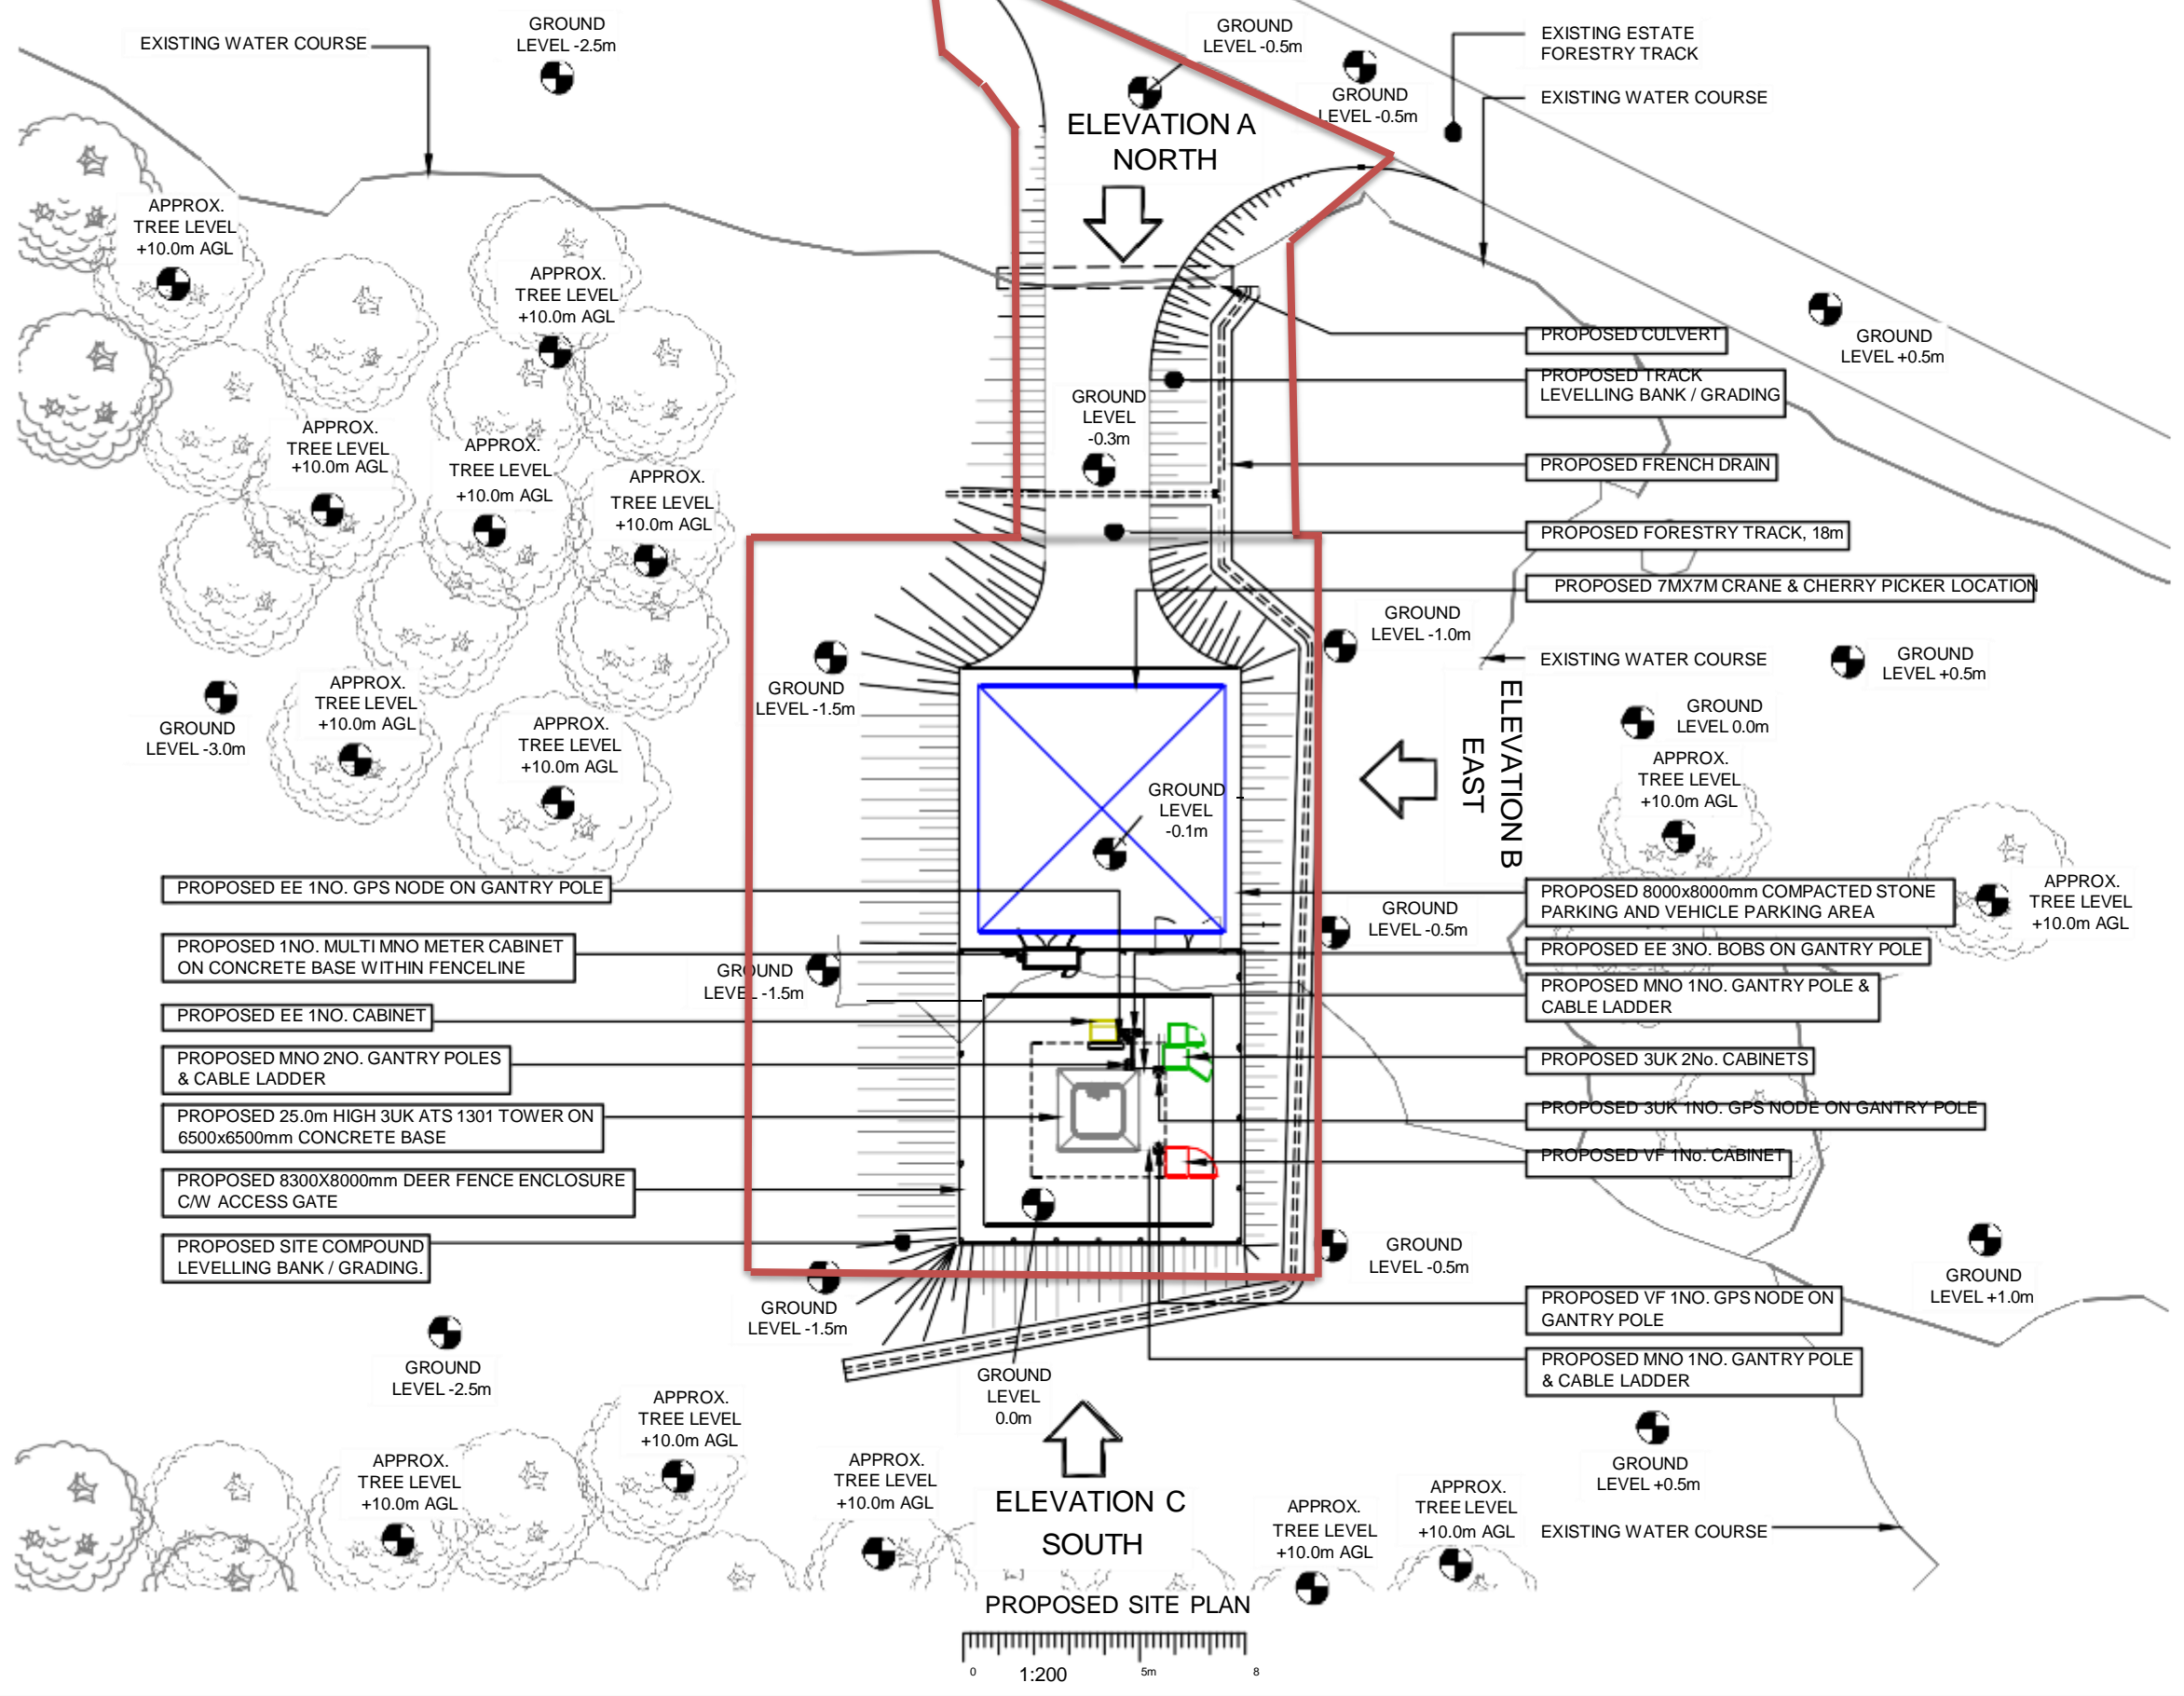 GROUND
LEVEL -2.5m
EXISTING WATER COURSE
GROUND
LEVEL -0.5m
EXISTING ESTATE
FORESTRY TRACK
GROUND
LEVEL -0.5m
EXISTING WATER COURSE
ELEVATION A
NORTH
APPROX.
TREE LEVEL
+10.0m AGL
APPROX.
TREE LEVEL
+10.0m AGL
PROPOSED CULVERT
GROUND
LEVEL +0.5m
PROPOSED TRACK
LEVELLING BANK / GRADING
GROUND
LEVEL
-0.3m
APPROX.
TREE LEVEL
+10.0m AGL
APPROX.
TREE LEVEL
+10.0m AGL
APPROX.
TREE LEVEL
+10.0m AGL
PROPOSED FRENCH DRAIN
PROPOSED FORESTRY TRACK, 18m
PROPOSED 7MX7M CRANE & CHERRY PICKER LOCATION
GROUND
LEVEL -1.0m
EXISTING WATER COURSE
GROUND
LEVEL +0.5m
GROUND
LEVEL -1.5m
APPROX.
TREE LEVEL
+10.0m AGL
GROUND
LEVEL -3.0m
APPROX.
TREE LEVEL
+10.0m AGL
ELEVATION B
EAST
GROUND
LEVEL 0.0m
APPROX.
TREE LEVEL
+10.0m AGL
GROUND
LEVEL
-0.1m
PROPOSED EE 1NO. GPS NODE ON GANTRY POLE
PROPOSED 8000x8000mm COMPACTED STONE
PARKING AND VEHICLE PARKING AREA
APPROX.
TREE LEVEL
+10.0m AGL
GROUND
LEVEL -0.5m
PROPOSED 1NO. MULTI MNO METER CABINET
ON CONCRETE BASE WITHIN FENCELINE
PROPOSED EE 3NO. BOBS ON GANTRY POLE
GROUND
LEVEL -1.5m
PROPOSED MNO 1NO. GANTRY POLE &
CABLE LADDER
PROPOSED EE 1NO. CABINET
PROPOSED MNO 2NO. GANTRY POLES
& CABLE LADDER
PROPOSED 3UK 2No. CABINETS
PROPOSED 25.0m HIGH 3UK ATS 1301 TOWER ON
6500x6500mm CONCRETE BASE
PROPOSED 3UK 1NO. GPS NODE ON GANTRY POLE
PROPOSED VF 1No. CABINET
PROPOSED 8300X8000mm DEER FENCE ENCLOSURE
C/W ACCESS GATE
PROPOSED SITE COMPOUND
LEVELLING BANK / GRADING.
GROUND
LEVEL -0.5m
GROUND
LEVEL +1.0m
GROUND
LEVEL -1.5m
PROPOSED VF 1NO. GPS NODE ON
GANTRY POLE
GROUND
LEVEL -2.5m
GROUND
LEVEL
0.0m
PROPOSED MNO 1NO. GANTRY POLE
& CABLE LADDER
APPROX.
TREE LEVEL
+10.0m AGL
APPROX.
TREE LEVEL
+10.0m AGL
APPROX.
TREE LEVEL
+10.0m AGL
GROUND
LEVEL +0.5m
ELEVATION C
SOUTH
APPROX.
TREE LEVEL
+10.0m AGL
APPROX.
TREE LEVEL
+10.0m AGL
EXISTING WATER COURSE
PROPOSED SITE PLAN
0 1:200 5m 8